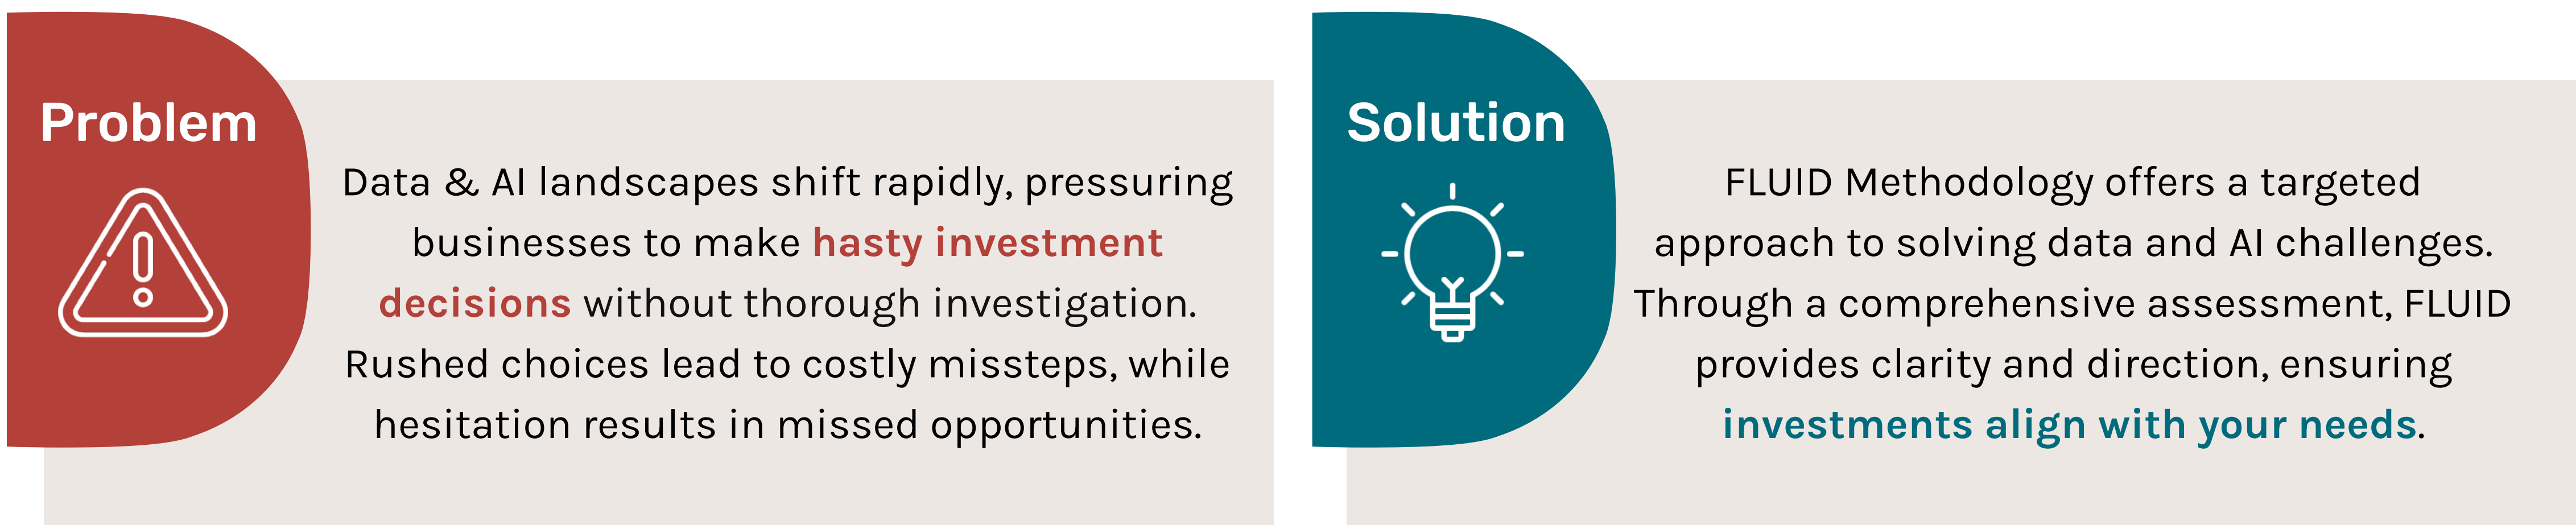 Problem
Data & AI landscapes shift rapidly, pressuring
businesses to make hasty investment
decisions without thorough investigation.
Rushed choices lead to costly missteps, while
hesitation results in missed opportunities.
Solution
FLUID Methodology offers a targeted
approach to solving data and AI challenges.
Through a comprehensive assessment, FLUID
provides clarity and direction, ensuring
investments align with your needs.